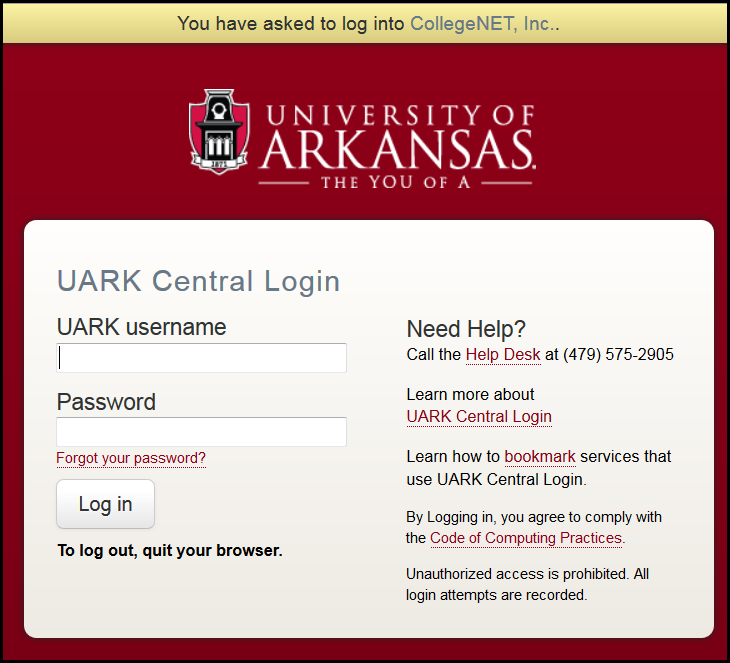 You have asked to log into CollegeNET, Inc..
UNIVERSITY OF
ARKANSAS.
THE YOU OF A
1871
UARK Central Login
UARK username
Password
Forgot your password?
Log in
To log out, quit your browser.
Need Help?
Call the Help Desk at (479) 575-2905
Learn more about
UARK Central Login
Learn how to bookmark services that
use UARK Central Login.
By Logging in, you agree to comply with
the Code of Computing Practices.
Unauthorized access is prohibited. All
login attempts are recorded.